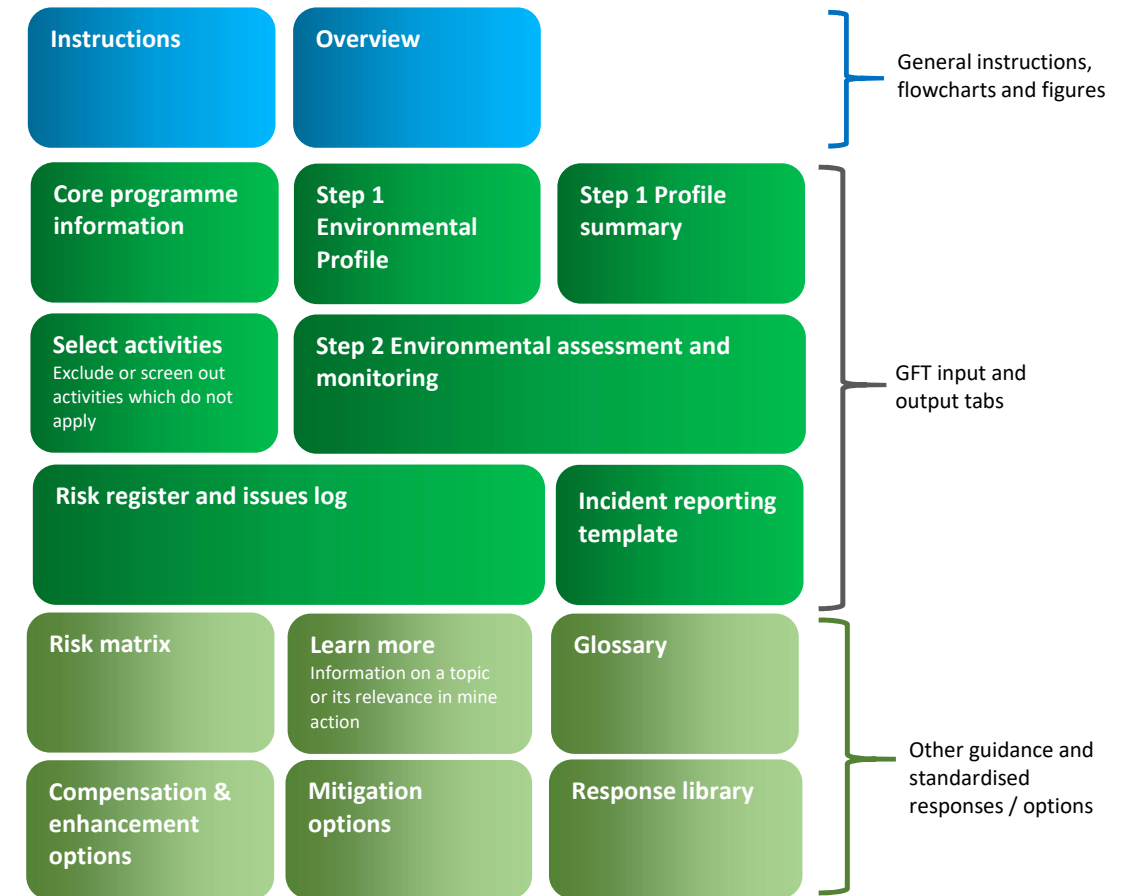 Instructions
Overview
General instructions,
flowcharts and figures
Core programme
information
Step 1
Environmental
Profile
Step 1 Profile
summary
Select activities
Exclude or screen out
activities which do not
apply
Step 2 Environmental assessment and
monitoring
GFT input and
output tabs
Risk register and issues log
Incident reporting
template
Risk matrix
Learn more
Information on a topic
or its relevance in mine
action
Glossary
Other guidance and
standardised
responses / options
Compensation &
enhancement
options
Mitigation
options
Response library